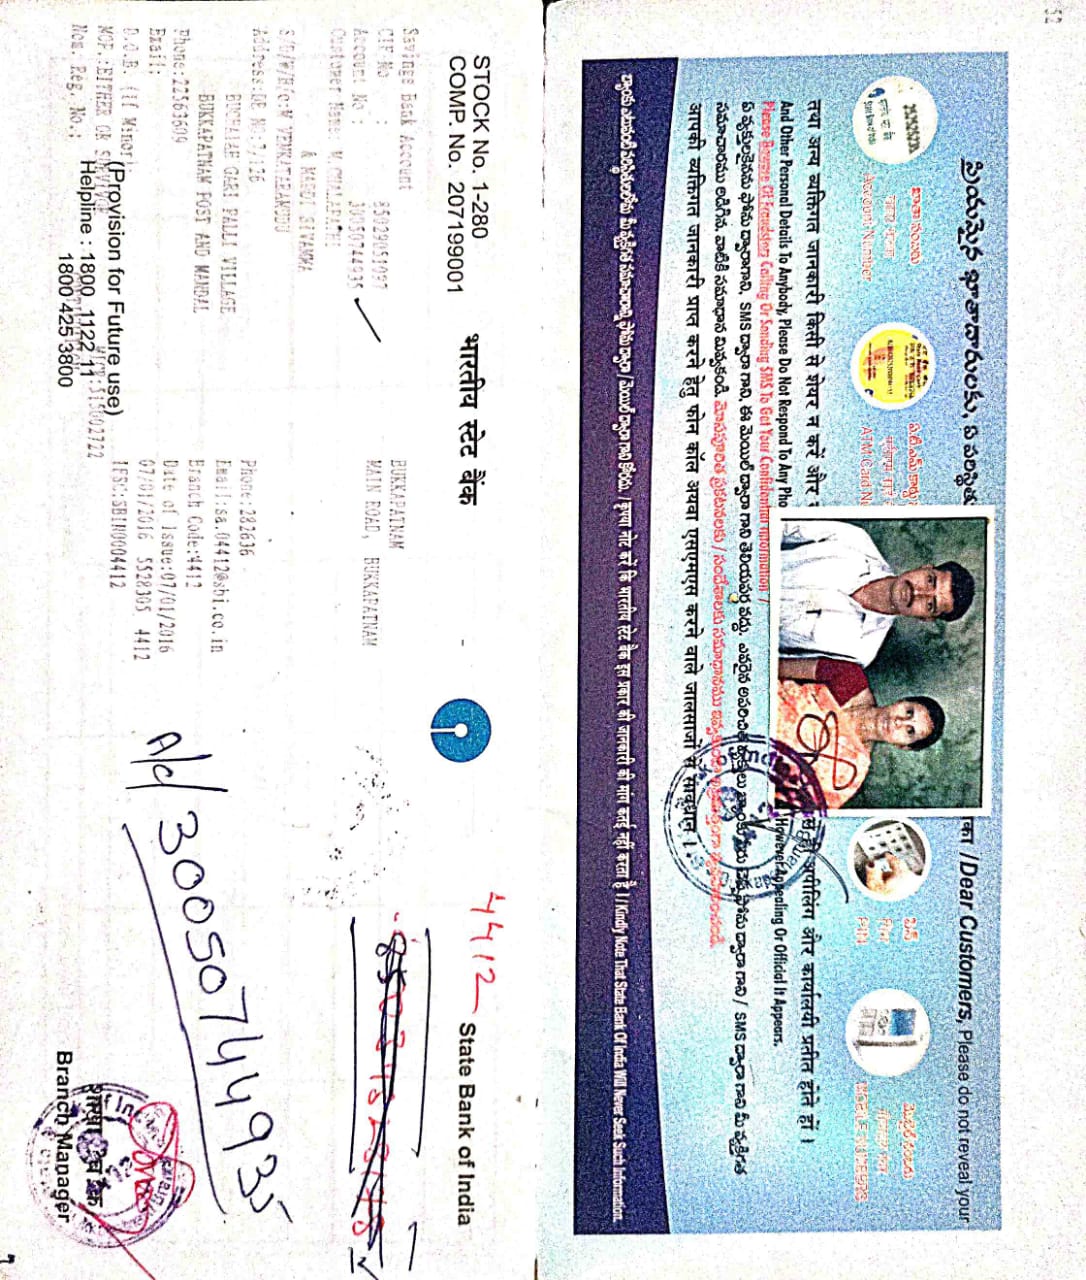 52
ప్రియమైన ఖాతాదారులకు, ఏ పరిస్థితు
का /Dear Customers, Please do not reveal your
252525235
ఖాతా నంబరు
खाता नंबर
Account Number
State Bank of India
ఏ.టి.ఎమ్ కార్డు
ATM Card Nu
పిన్
पिन
PIN
మొబైల్ నంబరు
मोबाइल नंबर
MOBILE NUMBERS
तथा अन्य व्यक्तिगत जानकारी किसी से शेयर न करें और
ही अपीलिंग और कार्यालयी प्रतीत होते हों ।
And Other Personal Details To Anybody, Please Do Not Respond To Any Pho
However Appealing Or Official It Appears.
Please Beware Of Fraudsters Calling Or Sending SMS To Get Your Confidential Information /
ఏ వ్యక్తులకైనను ఫోను ద్వారాగాని, SMS ద్వారా గాని, ఈ మెయిల్ ద్వారా గాని తెలియపర్చ వద్దు. ఎవరైన అపరిచిత వ్యక్తులు బ్యాంకు పేరు చెప్పి ఫోను ద్వారా గాని / SMS ద్వారా గాని మీ వ్యక్తిగత
సమాచారము అడిగిన. వాటికి సమాధాన మివ్వకండి. మోసపూరిత ప్రకటనలకు / సందేశాలకు సమాధానము
आपकी व्यक्तिगत जानकारी प्राप्त करने हेतु फोन कॉल अथवा एसएमएस करने वाले जालसाजों से सावधान ।
బ్యాంకు ఎటువంటి పరిస్థితులలోను మీ వ్యక్తిగత సమాచారాన్ని ఫోను ద్వారా / మెయిల్ ద్వారా గాని కోరదు. / कृपया नोट करें कि भारतीय स्टेट बैंक इस प्रकार की जानकारी की मांग कतई नहीं करता है ।/ Kindly Note That State Bank Of India Will Never Seek Such Information.
STOCK No. 1-280
COMP. No. 207199001
भारतीय स्टेट बैंक
4412
State Bank of India
Savings Bank Account
CIF No : 85029051097
Account No : 30050744935
Customer Name: M.CHALAPATHI
& MADDI SIVAMMA
S/D/W/H/o:M VENKATARAMUDU
Address:DE NO:7/126
BUCHAIAH GARI PALLI VILLAGE
BUKKAPATNAM POST AND MANDAL
Phone:22563609
Email:
D.O.B. (If Minor):
MOP.:EITHER OR SURVIVOR
Nom. Reg. No.:
BUKKAPATNAM
MAIN ROAD, BUKKAPATNAM
Phone:282636
Email:sa.04412@sbi.co.in
Branch Code:4412
Date of Issue:07/01/2016
07/01/2016 5528305 4412
IFSC:SBIN0004412
MICR:515002722
(Provision for Future use)
Helpline : 1800 1122 11
1800 425 3800
A/c/ 30050744935
शाखा प्रबंधक
Branch Manager
7